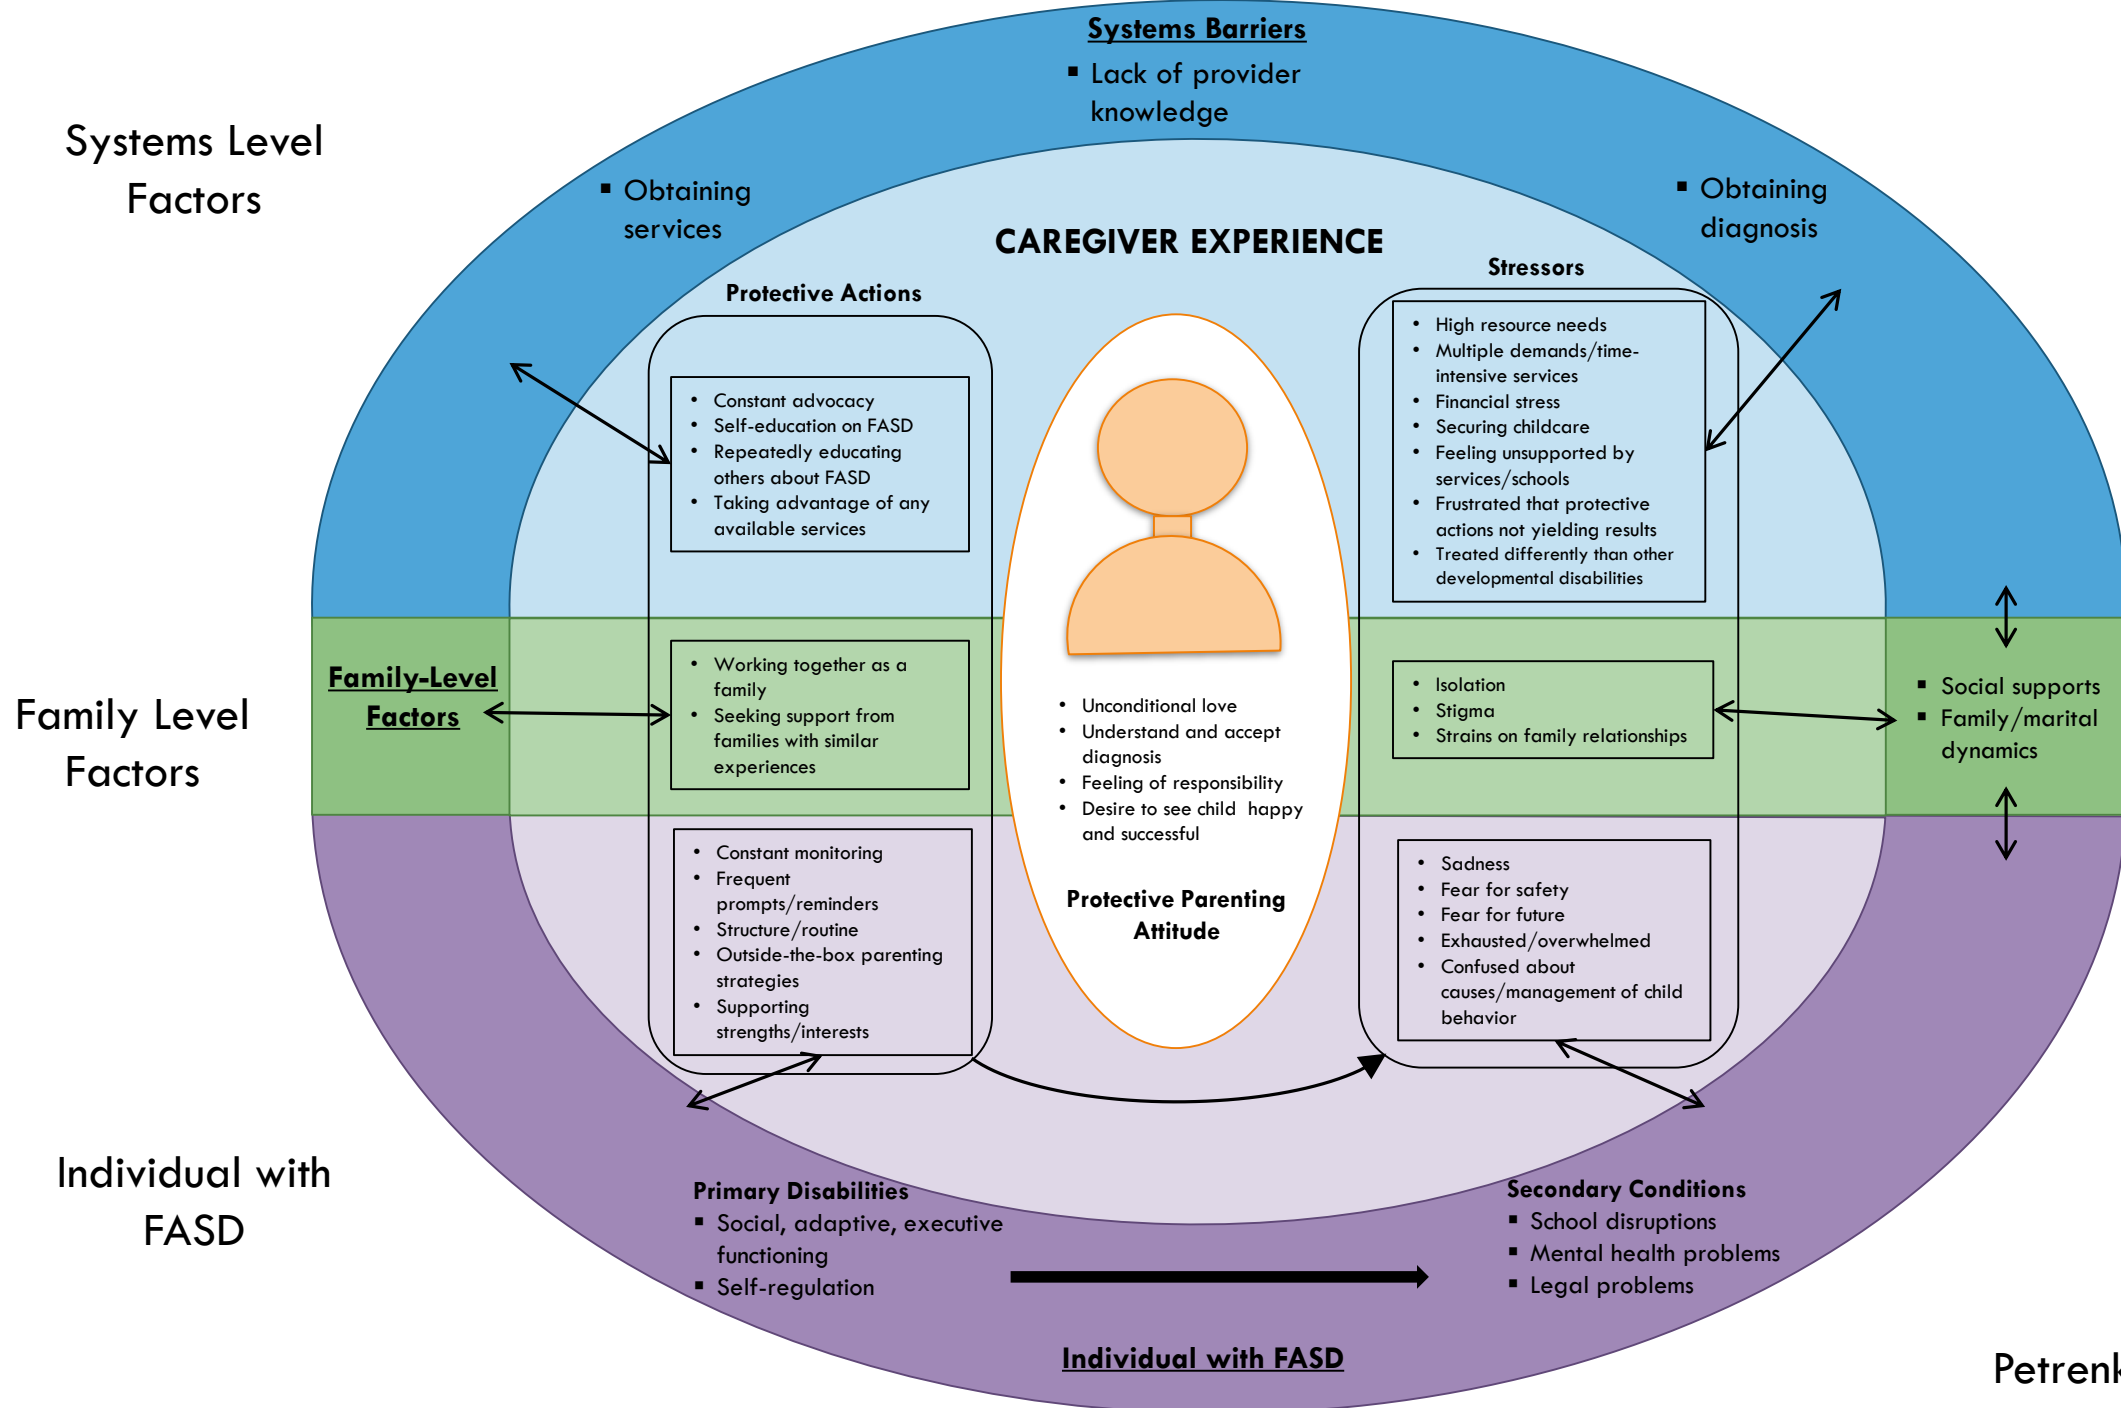 Systems Barriers
▪ Lack of provider
knowledge
Systems Level
Factors
▪ Obtaining
services
▪ Obtaining
diagnosis
CAREGIVER EXPERIENCE
Protective Actions
• Constant advocacy
• Self-education on FASD
• Repeatedly educating
others about FASD
• Taking advantage of any
available services
Stressors
• High resource needs
• Multiple demands/time-
intensive services
• Financial stress
• Securing childcare
• Feeling unsupported by
services/schools
• Frustrated that protective
actions not yielding results
• Treated differently than other
developmental disabilities
Family Level
Factors
Family-Level
Factors
• Working together as a
family
• Seeking support from
families with similar
experiences
• Unconditional love
• Understand and accept
diagnosis
• Feeling of responsibility
• Desire to see child  happy
and successful
Protective Parenting
Attitude
• Isolation
• Stigma
• Strains on family relationships
▪ Social supports
▪ Family/marital
dynamics
• Constant monitoring
• Frequent
prompts/reminders
• Structure/routine
• Outside-the-box parenting
strategies
• Supporting
strengths/interests
• Sadness
• Fear for safety
• Fear for future
• Exhausted/overwhelmed
• Confused about
causes/management of child
behavior
Individual with
FASD
Primary Disabilities
▪ Social, adaptive, executive
functioning
▪ Self-regulation
Secondary Conditions
▪ School disruptions
▪ Mental health problems
▪ Legal problems
Individual with FASD